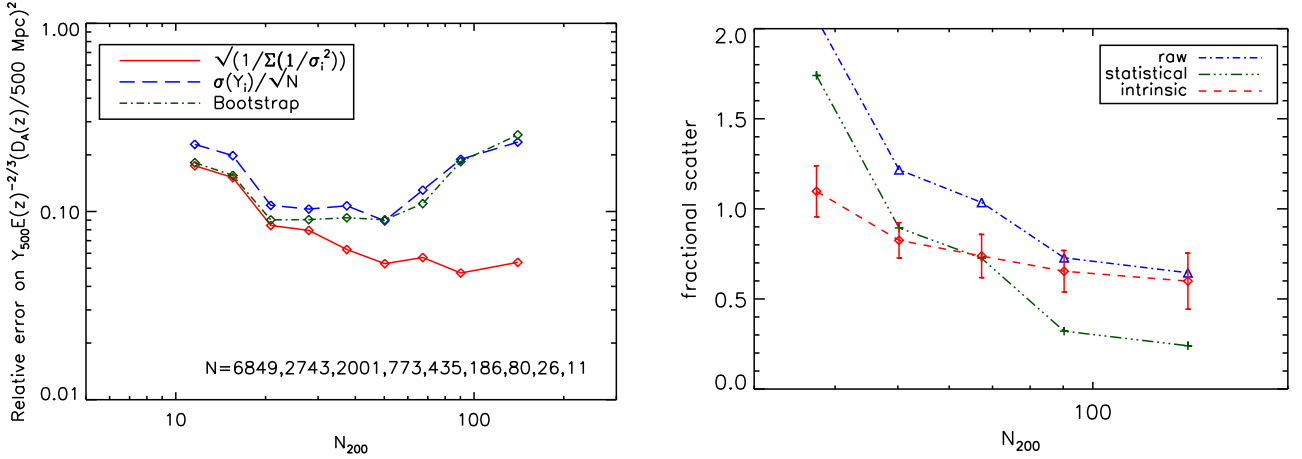 Relative error on Y₅₀₀E(z)⁻²/³(D_A(z)/500 Mpc)²
1.00
0.10
0.01
√(1/Σ(1/σᵢ²))
σ(Yᵢ)/√N
Bootstrap
N=6849,2743,2001,773,435,186,80,26,11
10
100
N₂₀₀
fractional scatter
2.0
1.5
1.0
0.5
0.0
raw
statistical
intrinsic
100
N₂₀₀